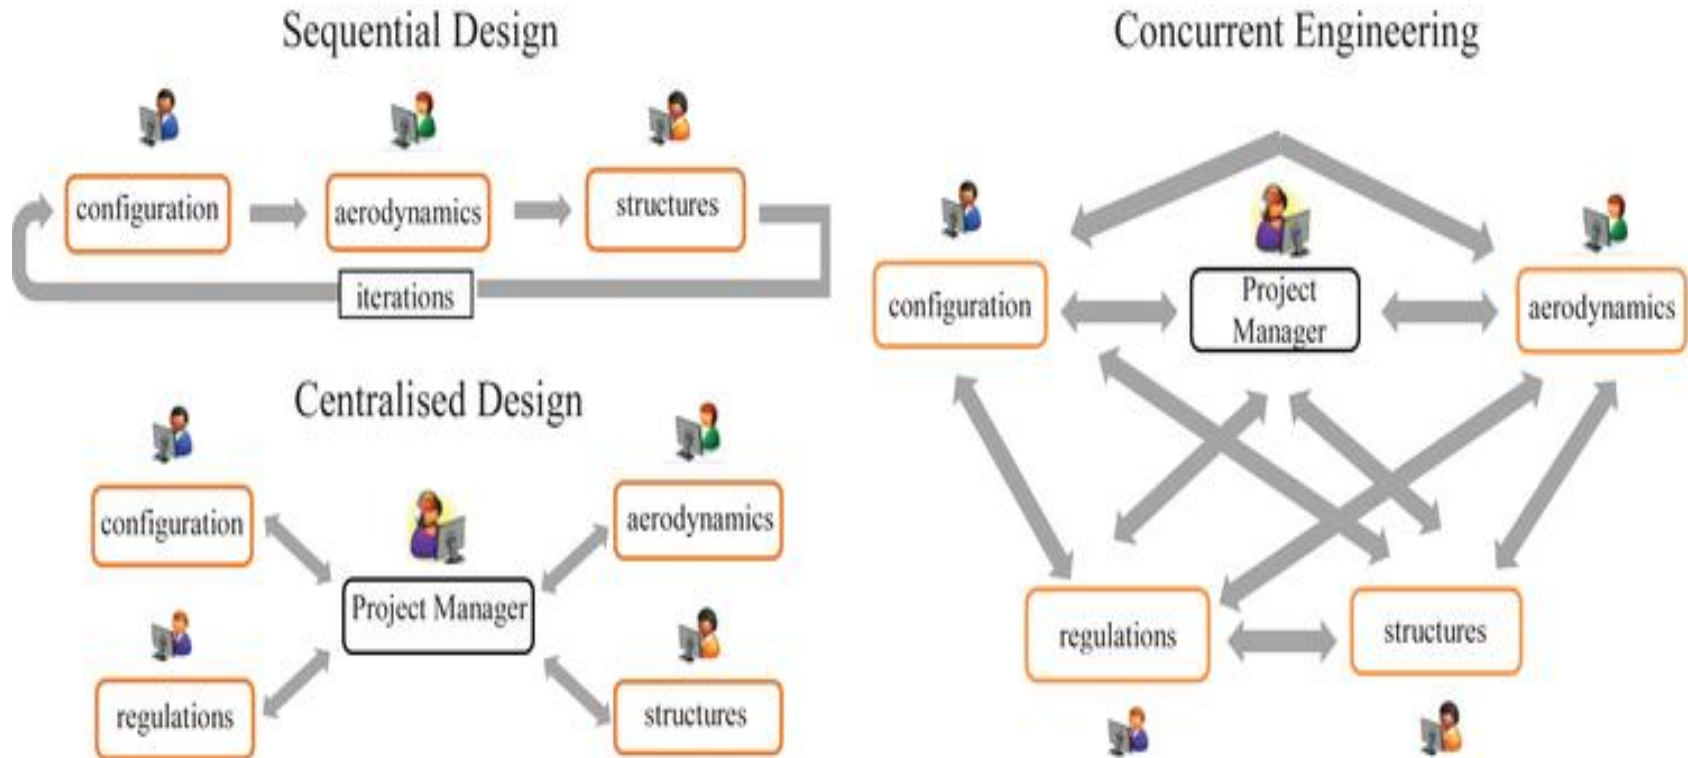 Sequential Design
configuration
aerodynamics
structures
iterations
Centralised Design
configuration
aerodynamics
Project Manager
regulations
structures
Concurrent Engineering
configuration
Project
Manager
aerodynamics
regulations
structures